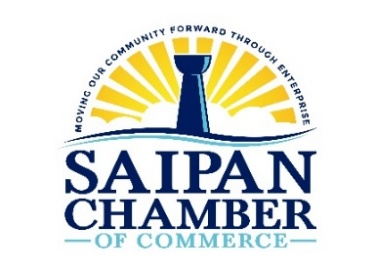 MOVING OUR COMMUNITY FORWARD THROUGH ENTERPRISE
SAIPAN
CHAMBER
OF COMMERCE